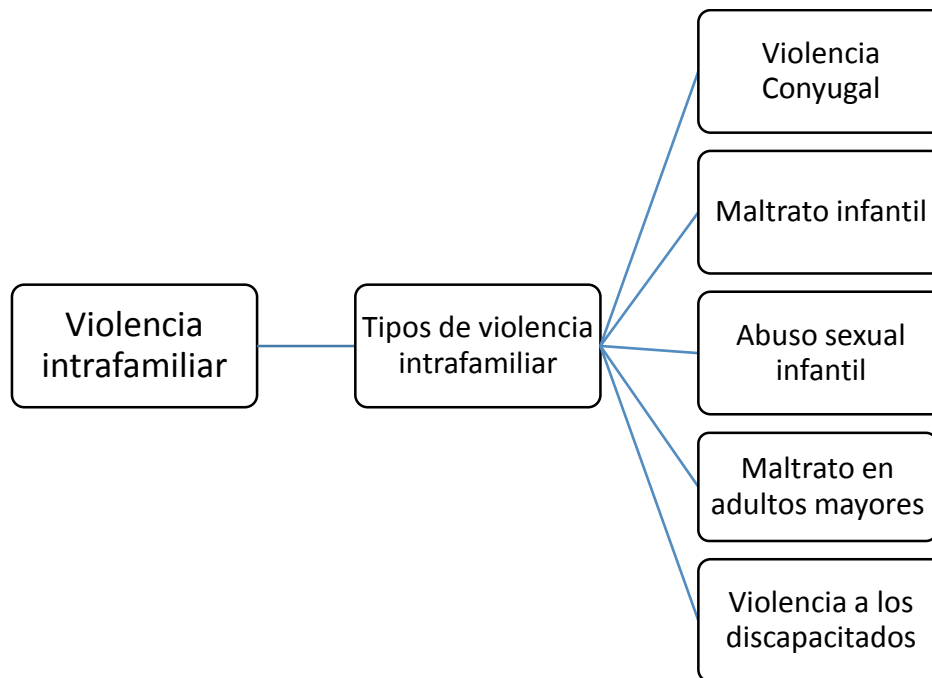 Violencia
intrafamiliar
Tipos de violencia
intrafamiliar
Violencia
Conyugal
Maltrato infantil
Abuso sexual
infantil
Maltrato en
adultos mayores
Violencia a los
discapacitados